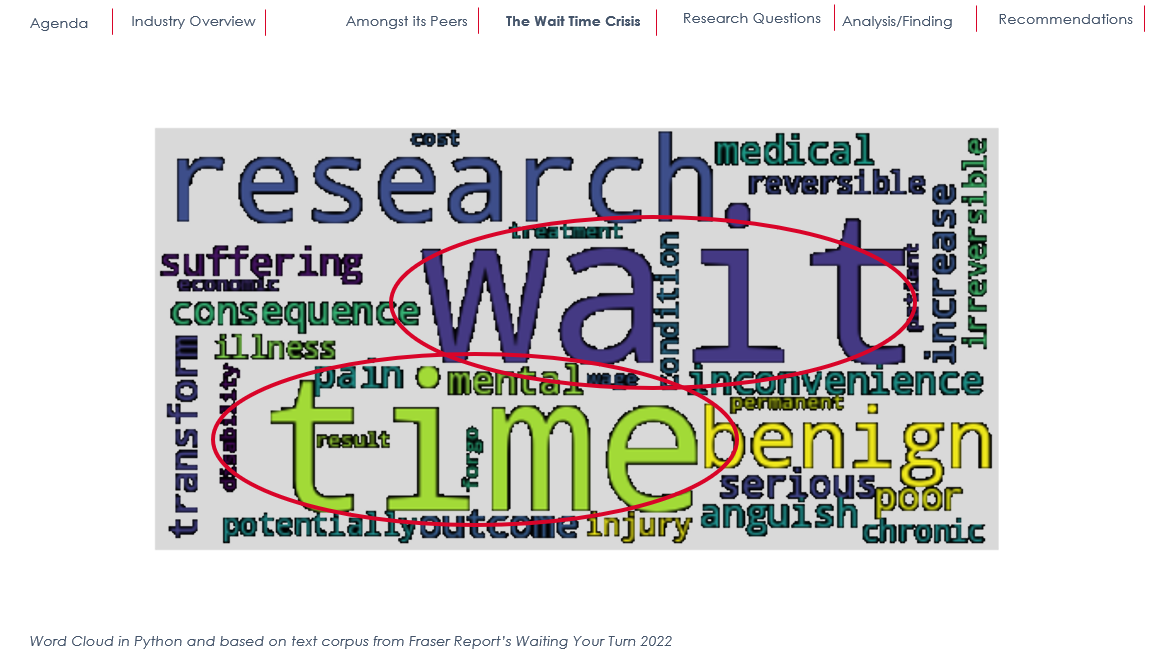 Agenda
Industry Overview
Amongst its Peers
The Wait Time Crisis
Research Questions
Analysis/Finding
Recommendations
cost
research
medical
reversible
irreversible
increase
treatment
wait
condition
patient
suffering
economic
consequence
illness
pain
mental
wage
inconvenience
transform
disability
time
result
forgo
permanent
benign
serious
poor
anguish
chronic
potentially
outcome
injury
Word Cloud in Python and based on text corpus from Fraser Report's Waiting Your Turn 2022